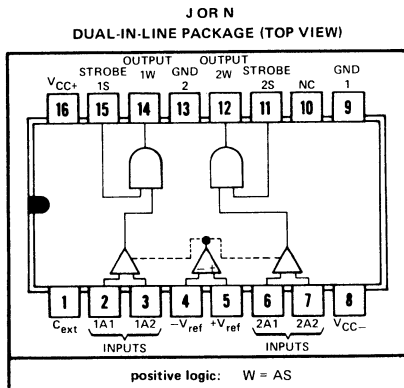 J OR N
DUAL-IN-LINE PACKAGE (TOP VIEW)
OUTPUT OUTPUT
STROBE 1W GND 2W STROBE GND
VCC+ 1S 2 2S NC 1
16 15 14 13 12 11 10 9
− +
1 2 3 4 5 6 7 8
Cext 1A1 1A2 −Vref +Vref 2A1 2A2 VCC−
INPUTS INPUTS
positive logic: W = AS